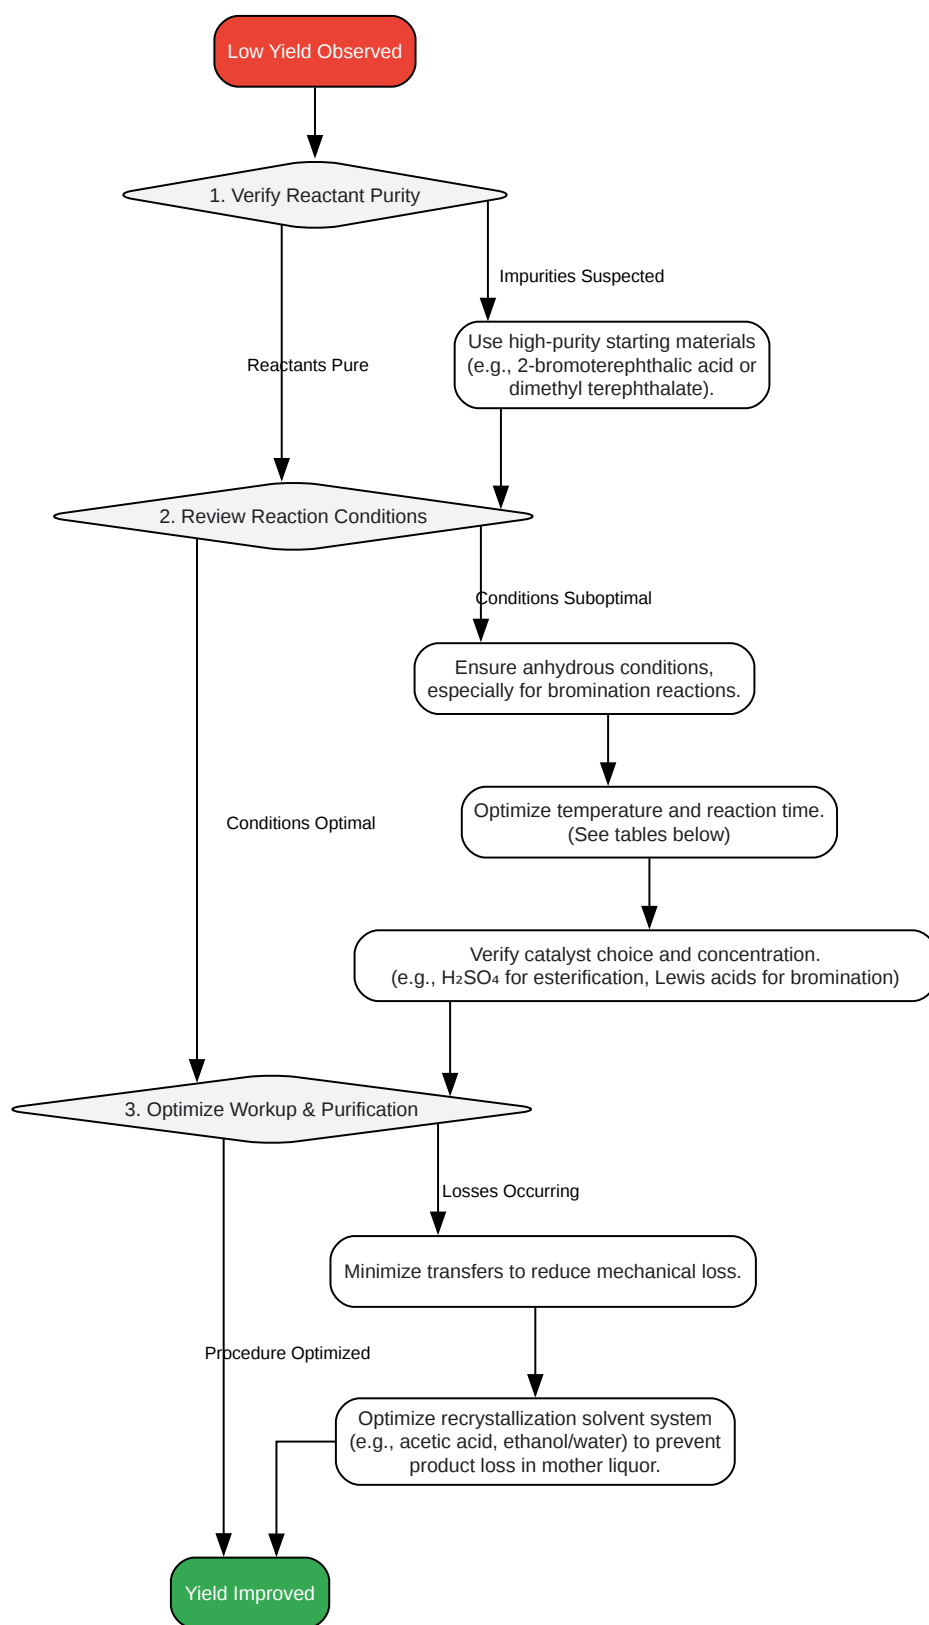 Low Yield Observed
1. Verify Reactant Purity
Impurities Suspected
Use high-purity starting materials
(e.g., 2-bromoterephthalic acid or
dimethyl terephthalate).
Reactants Pure
2. Review Reaction Conditions
Conditions Suboptimal
Ensure anhydrous conditions,
especially for bromination reactions.
Optimize temperature and reaction time.
(See tables below)
Conditions Optimal
Verify catalyst choice and concentration.
(e.g., H₂SO₄ for esterification, Lewis acids for bromination)
3. Optimize Workup & Purification
Losses Occurring
Minimize transfers to reduce mechanical loss.
Procedure Optimized
Optimize recrystallization solvent system
(e.g., acetic acid, ethanol/water) to prevent
product loss in mother liquor.
Yield Improved